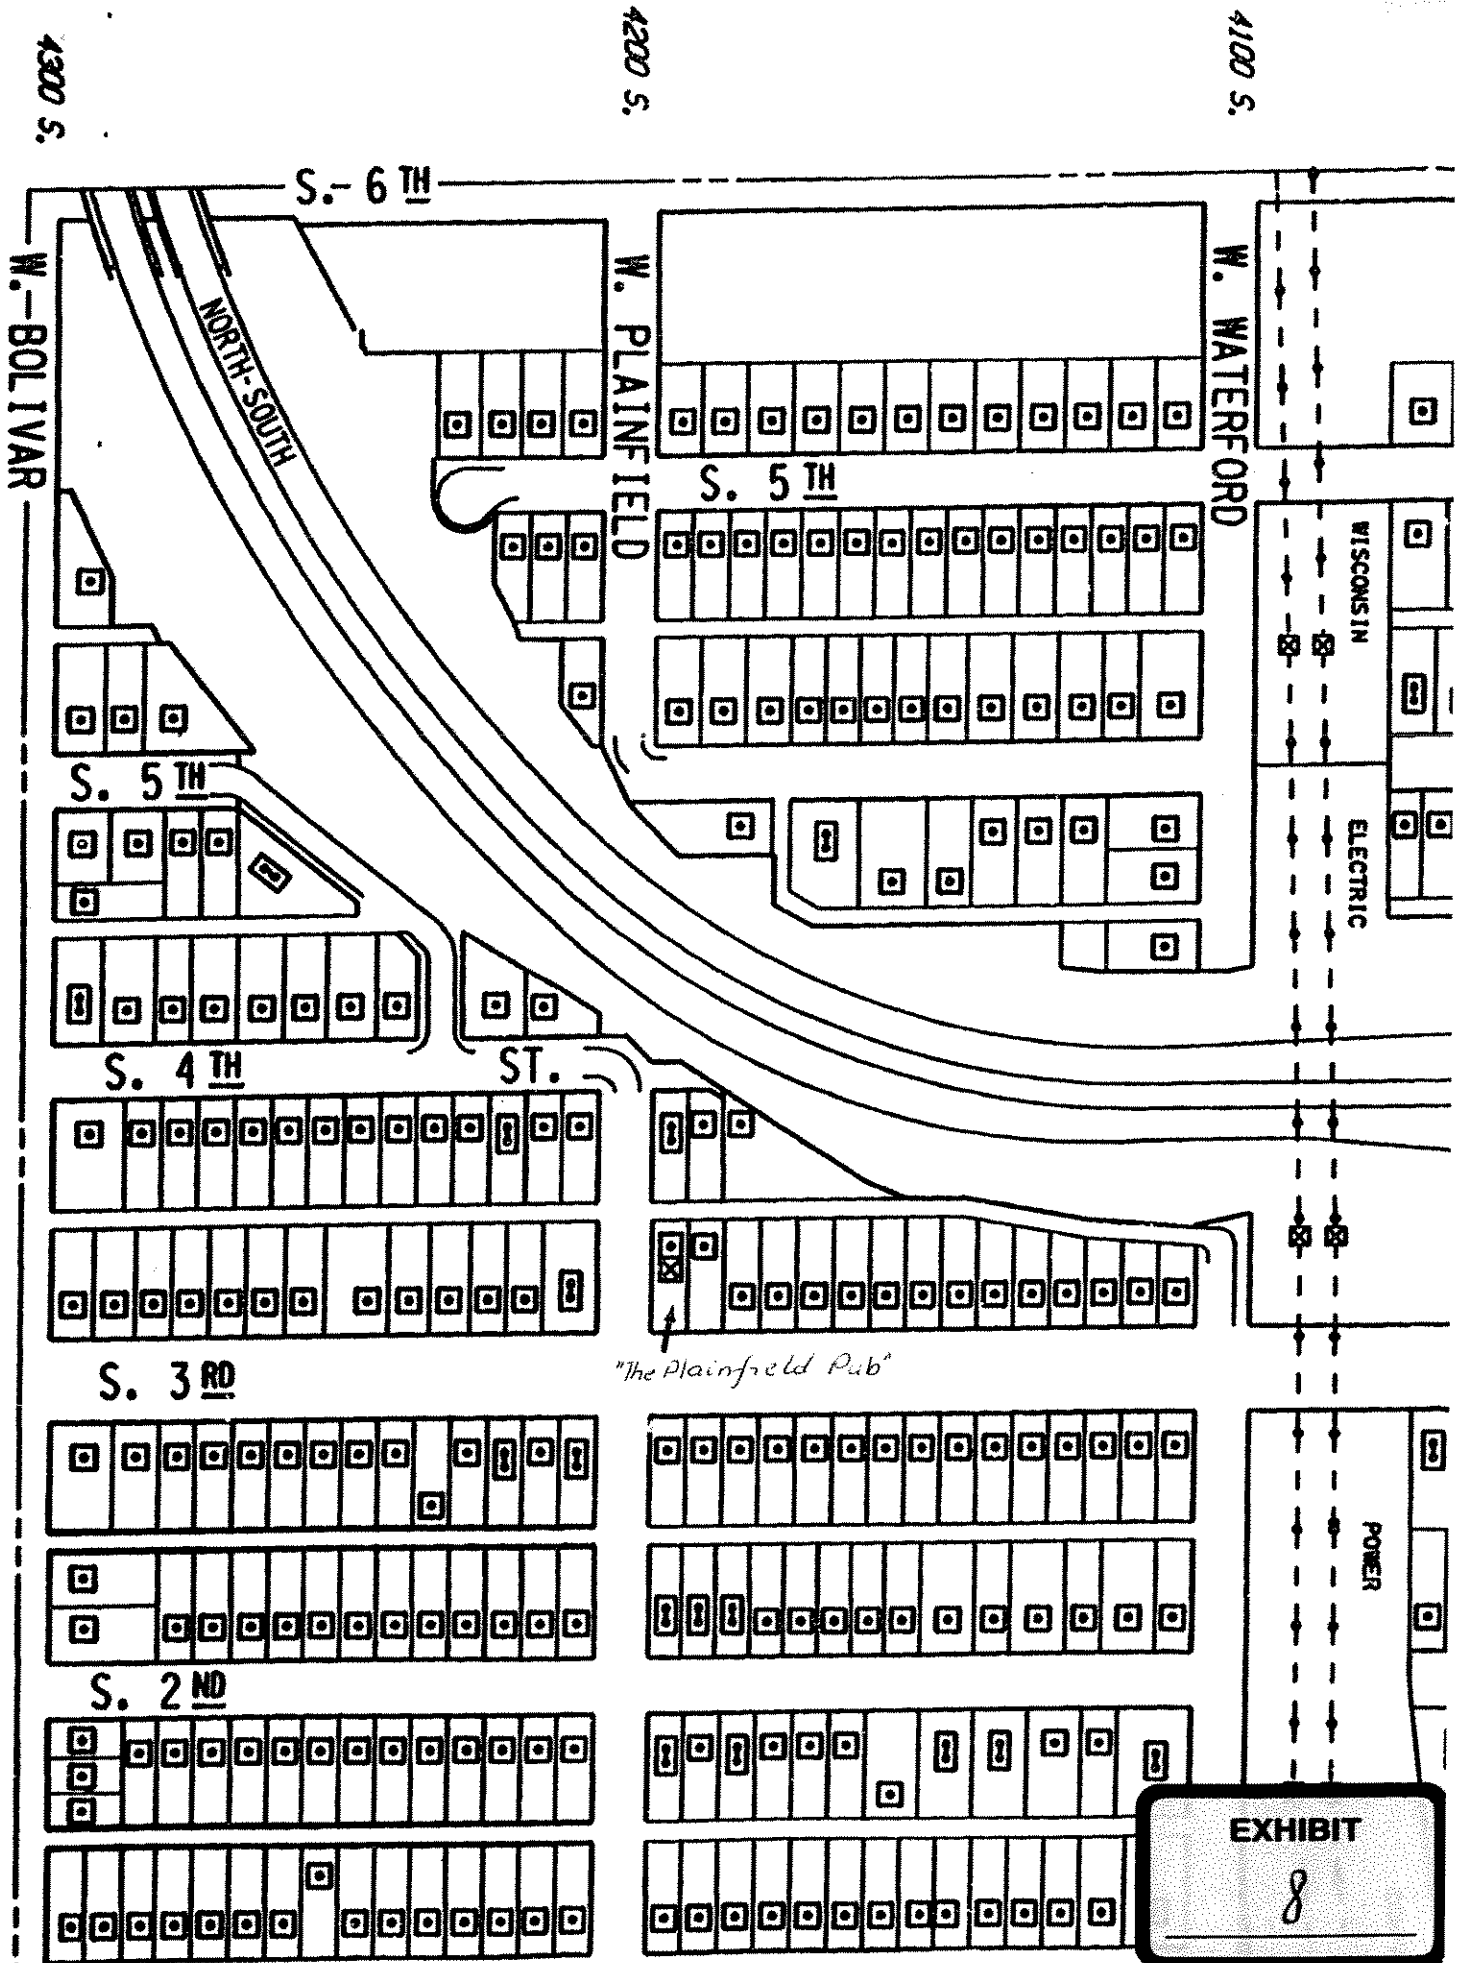 4300 S.
4200 S.
4100 S.
S.- 6 TH
W.-BOLIVAR
NORTH-SOUTH
W. PLAINFIELD
W. WATERFORD
S. 5 TH
WISCONSIN
S. 5 TH
ELECTRIC
S. 4 TH ST.
"The Plainfield Pub"
S. 3 RD
POWER
S. 2 ND
EXHIBIT
8